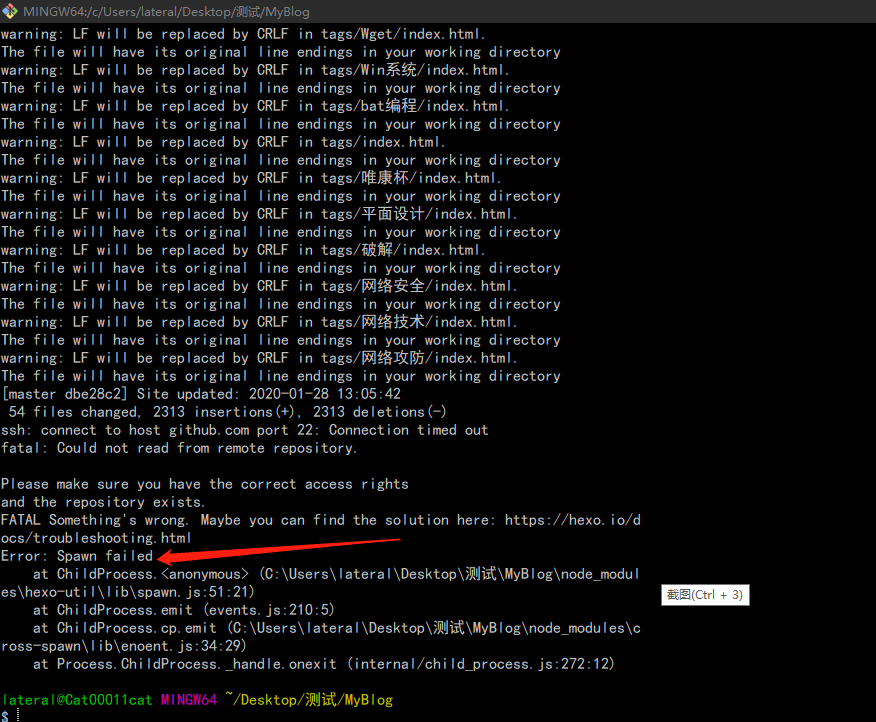 MINGW64:/c/Users/lateral/Desktop/测试/MyBlog
warning: LF will be replaced by CRLF in tags/Wget/index.html.
The file will have its original line endings in your working directory
warning: LF will be replaced by CRLF in tags/Win系统/index.html.
The file will have its original line endings in your working directory
warning: LF will be replaced by CRLF in tags/bat编程/index.html.
The file will have its original line endings in your working directory
warning: LF will be replaced by CRLF in tags/index.html.
The file will have its original line endings in your working directory
warning: LF will be replaced by CRLF in tags/唯康杯/index.html.
The file will have its original line endings in your working directory
warning: LF will be replaced by CRLF in tags/平面设计/index.html.
The file will have its original line endings in your working directory
warning: LF will be replaced by CRLF in tags/破解/index.html.
The file will have its original line endings in your working directory
warning: LF will be replaced by CRLF in tags/网络安全/index.html.
The file will have its original line endings in your working directory
warning: LF will be replaced by CRLF in tags/网络技术/index.html.
The file will have its original line endings in your working directory
warning: LF will be replaced by CRLF in tags/网络攻防/index.html.
The file will have its original line endings in your working directory
[master dbe28c2] Site updated: 2020-01-28 13:05:42
54 files changed, 2313 insertions(+), 2313 deletions(-)
ssh: connect to host github.com port 22: Connection timed out
fatal: Could not read from remote repository.
Please make sure you have the correct access rights
and the repository exists.
FATAL Something's wrong. Maybe you can find the solution here: https://hexo.io/d
ocs/troubleshooting.html
Error: Spawn failed
at ChildProcess.<anonymous> (C:\Users\lateral\Desktop\测试\MyBlog\node_modul
es\hexo-util\lib\spawn.js:51:21)
截图(Ctrl + 3)
at ChildProcess.emit (events.js:210:5)
at ChildProcess.cp.emit (C:\Users\lateral\Desktop\测试\MyBlog\node_modules\c
ross-spawn\lib\enoent.js:34:29)
at Process.ChildProcess._handle.onexit (internal/child_process.js:272:12)
lateral@Cat00011cat MINGW64 ~/Desktop/测试/MyBlog
$